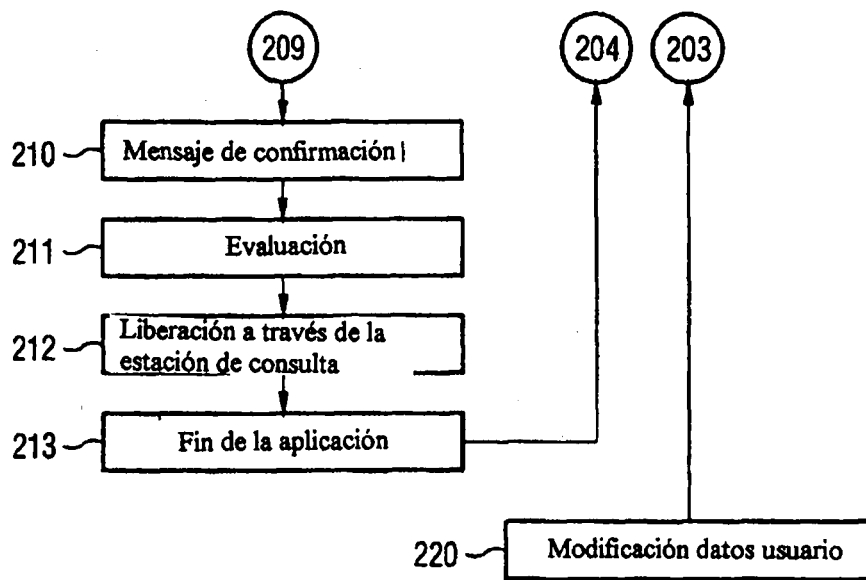 209
204
203
210
Mensaje de confirmación
211
Evaluación
212
Liberación a través de la
estación de consulta
213
Fin de la aplicación
220
Modificación datos usuario